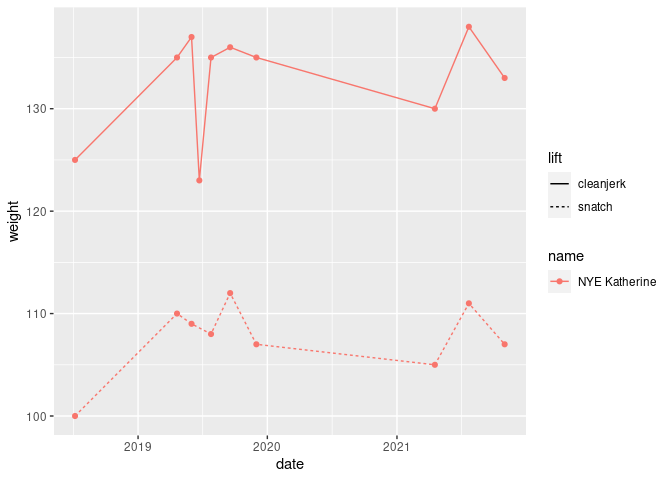 130
120
110
100
weight
2019
2020
2021
date
lift
cleanjerk
snatch
name
NYE Katherine